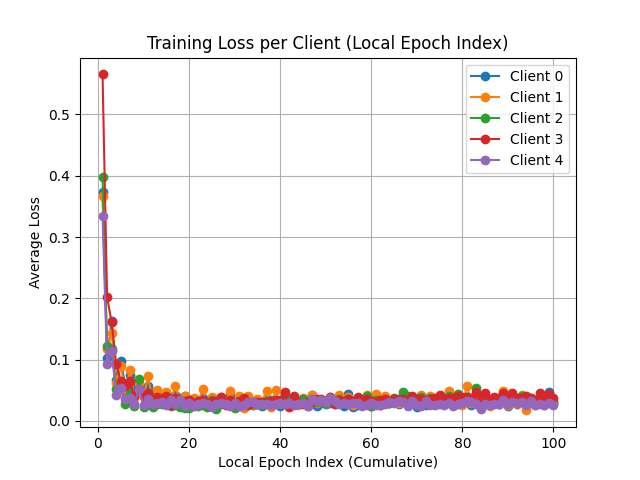 Training Loss per Client (Local Epoch Index)
Client 0
Client 1
Client 2
Client 3
Client 4
Average Loss
0.5
0.4
0.3
0.2
0.1
0.0
0
20
40
60
80
100
Local Epoch Index (Cumulative)